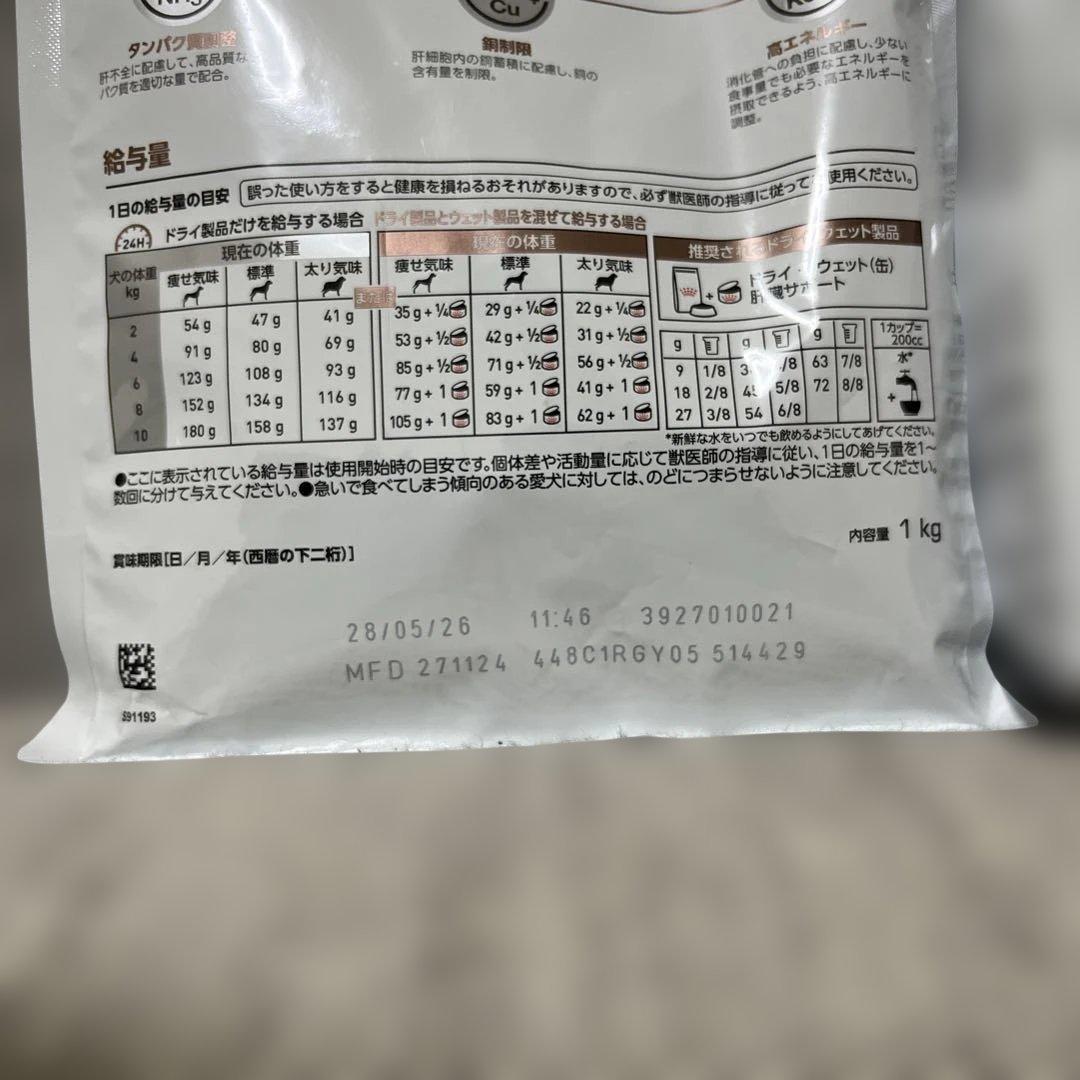 NH3
Cu
タンパク質調整
肝不全に配慮して、高品質な
パク質を適切な量で配合。
銅制限
肝細胞内の銅蓄積に配慮し、銅の
含有量を制限。
高エネルギー
消化管への負担に配慮し、少ない
食事量でも必要なエネルギーを
摂取できるよう、高エネルギーに
調整。
給与量
1日の給与量の目安 誤った使い方をすると健康を損ねるおそれがありますので、必ず獣医師の指導に従って 使用ください。
24H ドライ製品だけを給与する場合 ドライ製品とウェット製品を混ぜて給与する場合
現在の体重 現在の体重 推奨されるドライ ウェット製品
犬の体重 kg 痩せ気味 標準 太り気味 または 痩せ気味 標準 太り気味
ドライ + ウェット(缶)
肝臓サポート
2 54 g 47 g 41 g 35 g + ¼ 29 g + ¼ 22 g + ¼
4 91 g 80 g 69 g 53 g + ½ 42 g + ½ 31 g + ½
6 123 g 108 g 93 g 85 g + ½ 71 g + ½ 56 g + ½
8 152 g 134 g 116 g 77 g + 1 59 g + 1 41 g + 1
10 180 g 158 g 137 g 105 g + 1 83 g + 1 62 g + 1
g g g 1カップ=200cc
9 1/8 /8 63 7/8 水*
18 2/8 45 5/8 72 8/8 +
27 3/8 54 6/8
*新鮮な水をいつでも飲めるようにしてあげてください。
●ここに表示されている給与量は使用開始時の目安です。個体差や活動量に応じて獣医師の指導に従い、1日の給与量を1～
数回に分けて与えてください。●急いで食べてしまう傾向のある愛犬に対しては、のどにつまらせないように注意してください。
内容量 1 kg
賞味期限[日/月/年(西暦の下二桁)]
28/05/26 11:46 3927010021
MFD 271124 448C1RGY05 514429
S91193